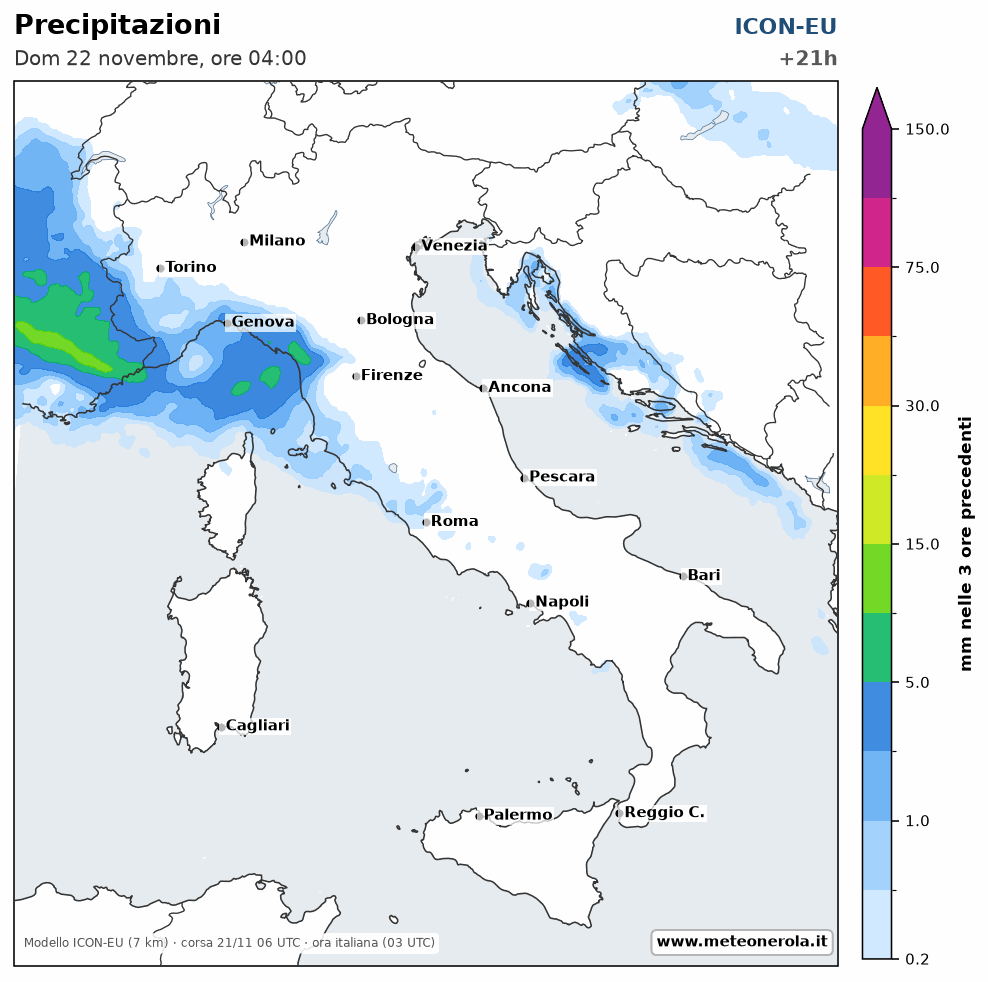 Precipitazioni
ICON-EU
Dom 22 novembre, ore 04:00
+21h
150.0
75.0
30.0
15.0
5.0
1.0
0.2
mm nelle 3 ore precedenti
Milano
Venezia
Torino
Genova
Bologna
Firenze
Ancona
Pescara
Roma
Bari
Napoli
Cagliari
Palermo
Reggio C.
Modello ICON-EU (7 km) · corsa 21/11 06 UTC · ora italiana (03 UTC)
www.meteonerola.it